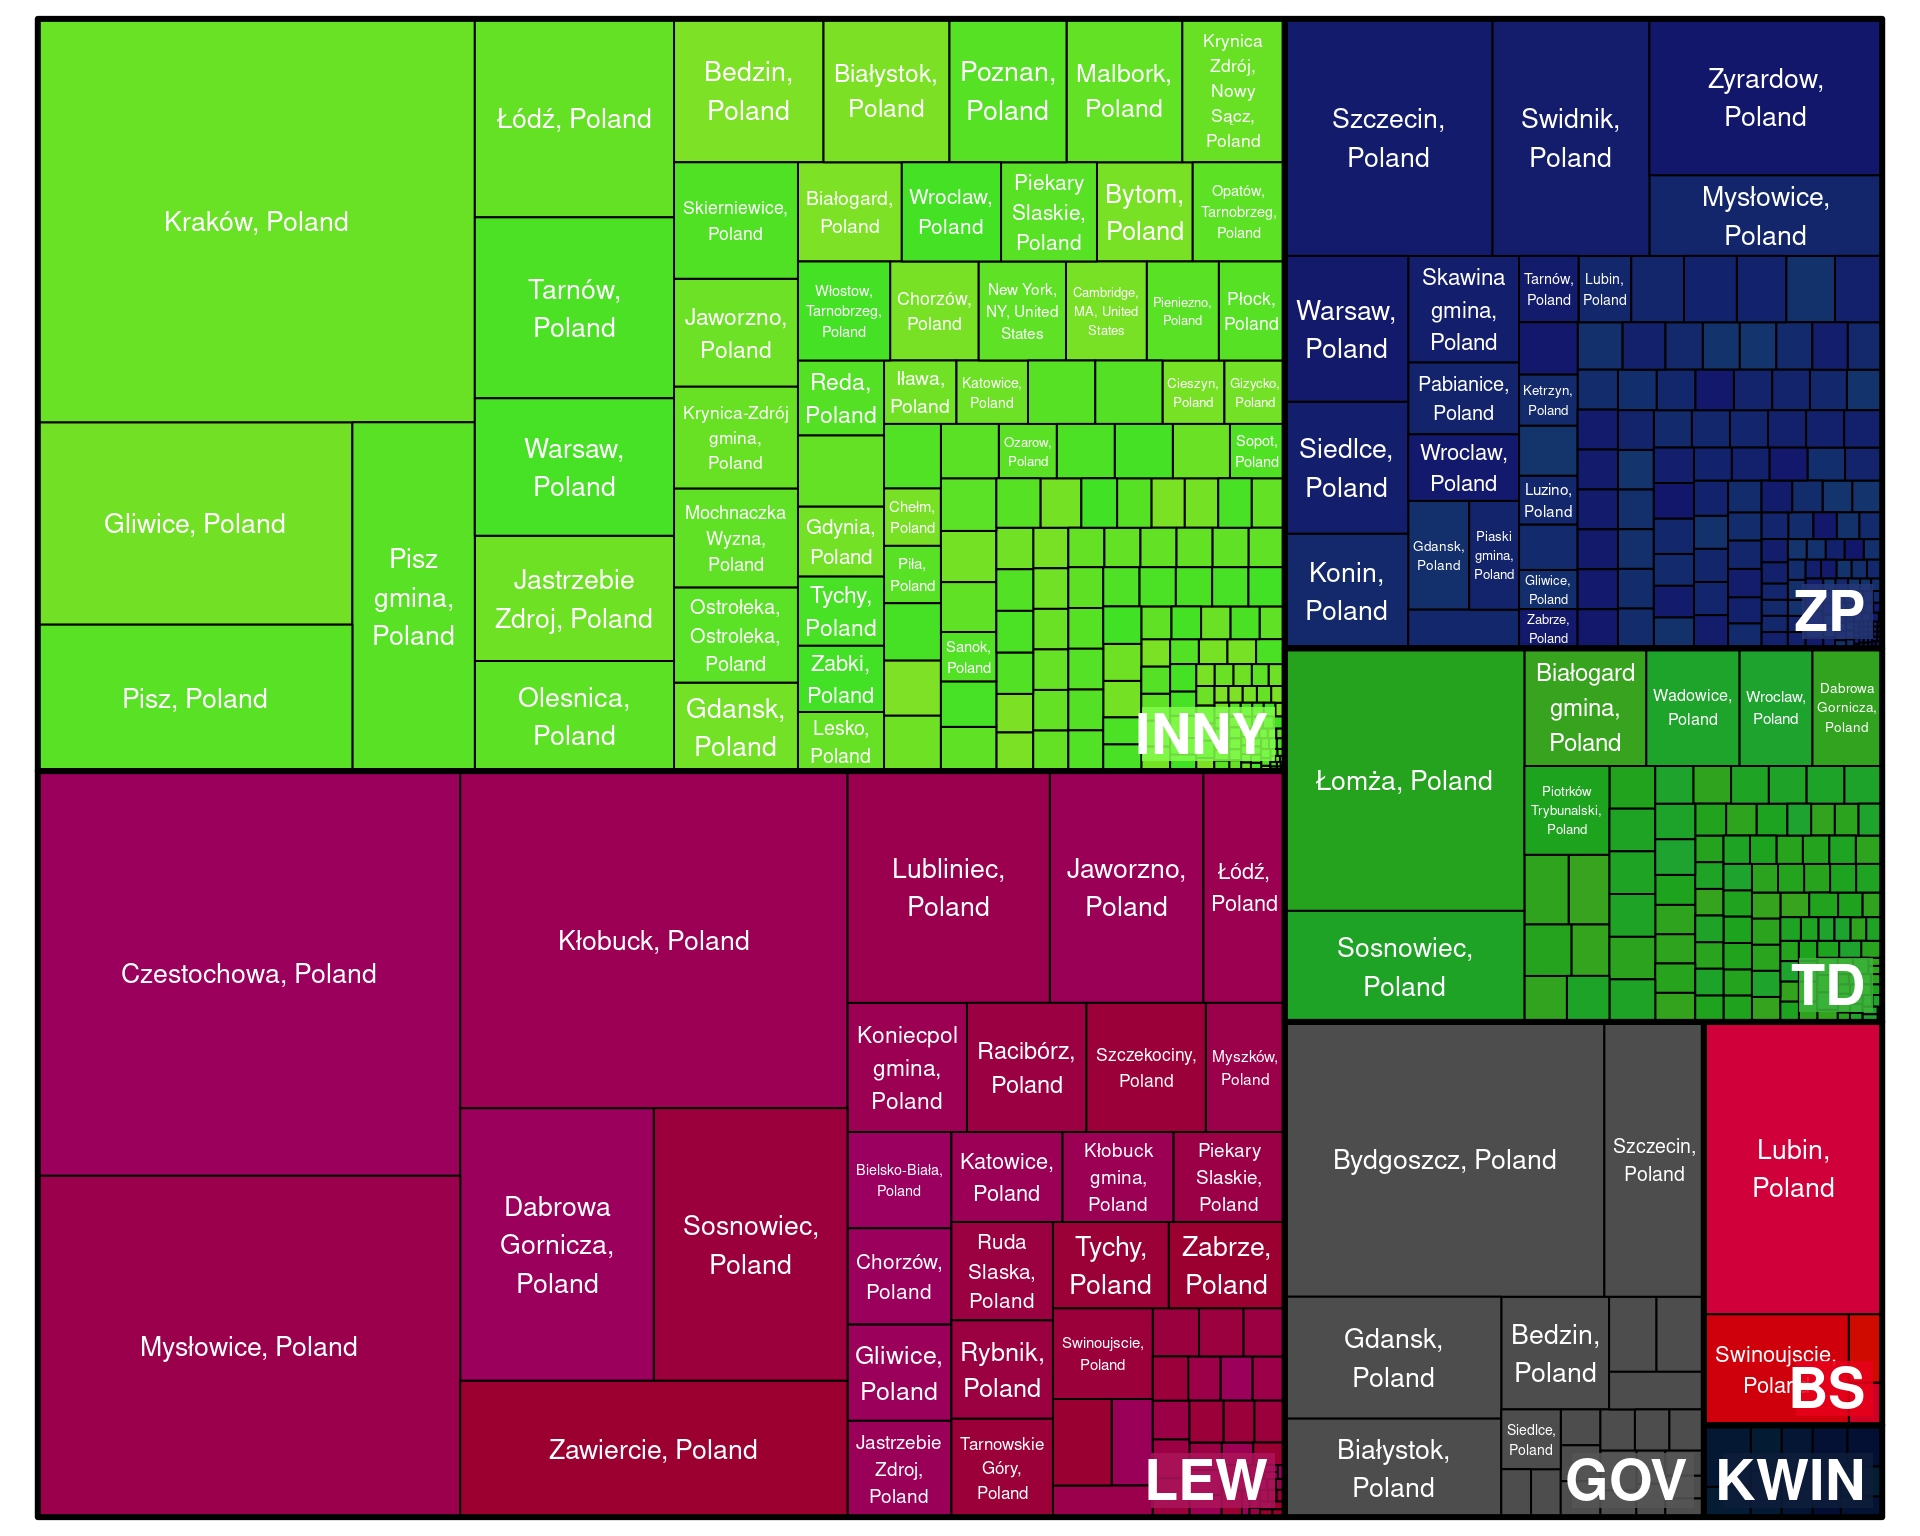 Kraków, Poland
Gliwice, Poland
Pisz, Poland
Pisz
gmina,
Poland
Łódź, Poland
Tarnów,
Poland
Warsaw,
Poland
Jastrzebie
Zdroj, Poland
Olesnica,
Poland
Bedzin,
Poland
Białystok,
Poland
Poznan,
Poland
Malbork,
Poland
Krynica
Zdrój,
Nowy
Sącz,
Poland
Skierniewice,
Poland
Jaworzno,
Poland
Krynica-Zdrój
gmina,
Poland
Mochnaczka
Wyzna,
Poland
Ostrołeka,
Ostroleka,
Poland
Gdansk,
Poland
Białogard,
Poland
Wroclaw,
Poland
Piekary
Slaskie,
Poland
Bytom,
Poland
Opatów,
Tarnobrzeg,
Poland
Włostow,
Tarnobrzeg,
Poland
Chorzów,
Poland
New York,
NY, United
States
Cambridge,
MA, United
States
Pieniezno,
Poland
Płock,
Poland
Reda,
Poland
Iława,
Poland
Katowice,
Poland
Cieszyn,
Poland
Gizycko,
Poland
Ozarow,
Poland
Sopot,
Poland
Chełm,
Poland
Gdynia,
Poland
Piła,
Poland
Tychy,
Poland
Sanok,
Poland
Zabki,
Poland
Lesko,
Poland
INNY
Szczecin,
Poland
Swidnik,
Poland
Zyrardow,
Poland
Mysłowice,
Poland
Warsaw,
Poland
Siedlce,
Poland
Konin,
Poland
Skawina
gmina,
Poland
Pabianice,
Poland
Wroclaw,
Poland
Gdansk,
Poland
Piaski
gmina,
Poland
Tarnów,
Poland
Lubin,
Poland
Ketrzyn,
Poland
Luzino,
Poland
Gliwice,
Poland
Zabrze,
Poland
ZP
Łomża, Poland
Sosnowiec,
Poland
Białogard
gmina,
Poland
Wadowice,
Poland
Wroclaw,
Poland
Dabrowa
Gornicza,
Poland
Piotrków
Trybunalski,
Poland
TD
Czestochowa, Poland
Mysłowice, Poland
Kłobuck, Poland
Dabrowa
Gornicza,
Poland
Sosnowiec,
Poland
Zawiercie, Poland
Lubliniec,
Poland
Jaworzno,
Poland
Łódź,
Poland
Koniecpol
gmina,
Poland
Racibórz,
Poland
Szczekociny,
Poland
Myszków,
Poland
Bielsko-Biała,
Poland
Katowice,
Poland
Kłobuck
gmina,
Poland
Piekary
Slaskie,
Poland
Chorzów,
Poland
Ruda
Slaska,
Poland
Tychy,
Poland
Zabrze,
Poland
Gliwice,
Poland
Rybnik,
Poland
Swinoujscie,
Poland
Jastrzebie
Zdroj,
Poland
Tarnowskie
Góry,
Poland
LEW
Bydgoszcz, Poland
Szczecin,
Poland
Gdansk,
Poland
Białystok,
Poland
Bedzin,
Poland
Siedlce,
Poland
GOV
Lubin,
Poland
Swinoujscie,
Poland
BS
KWIN